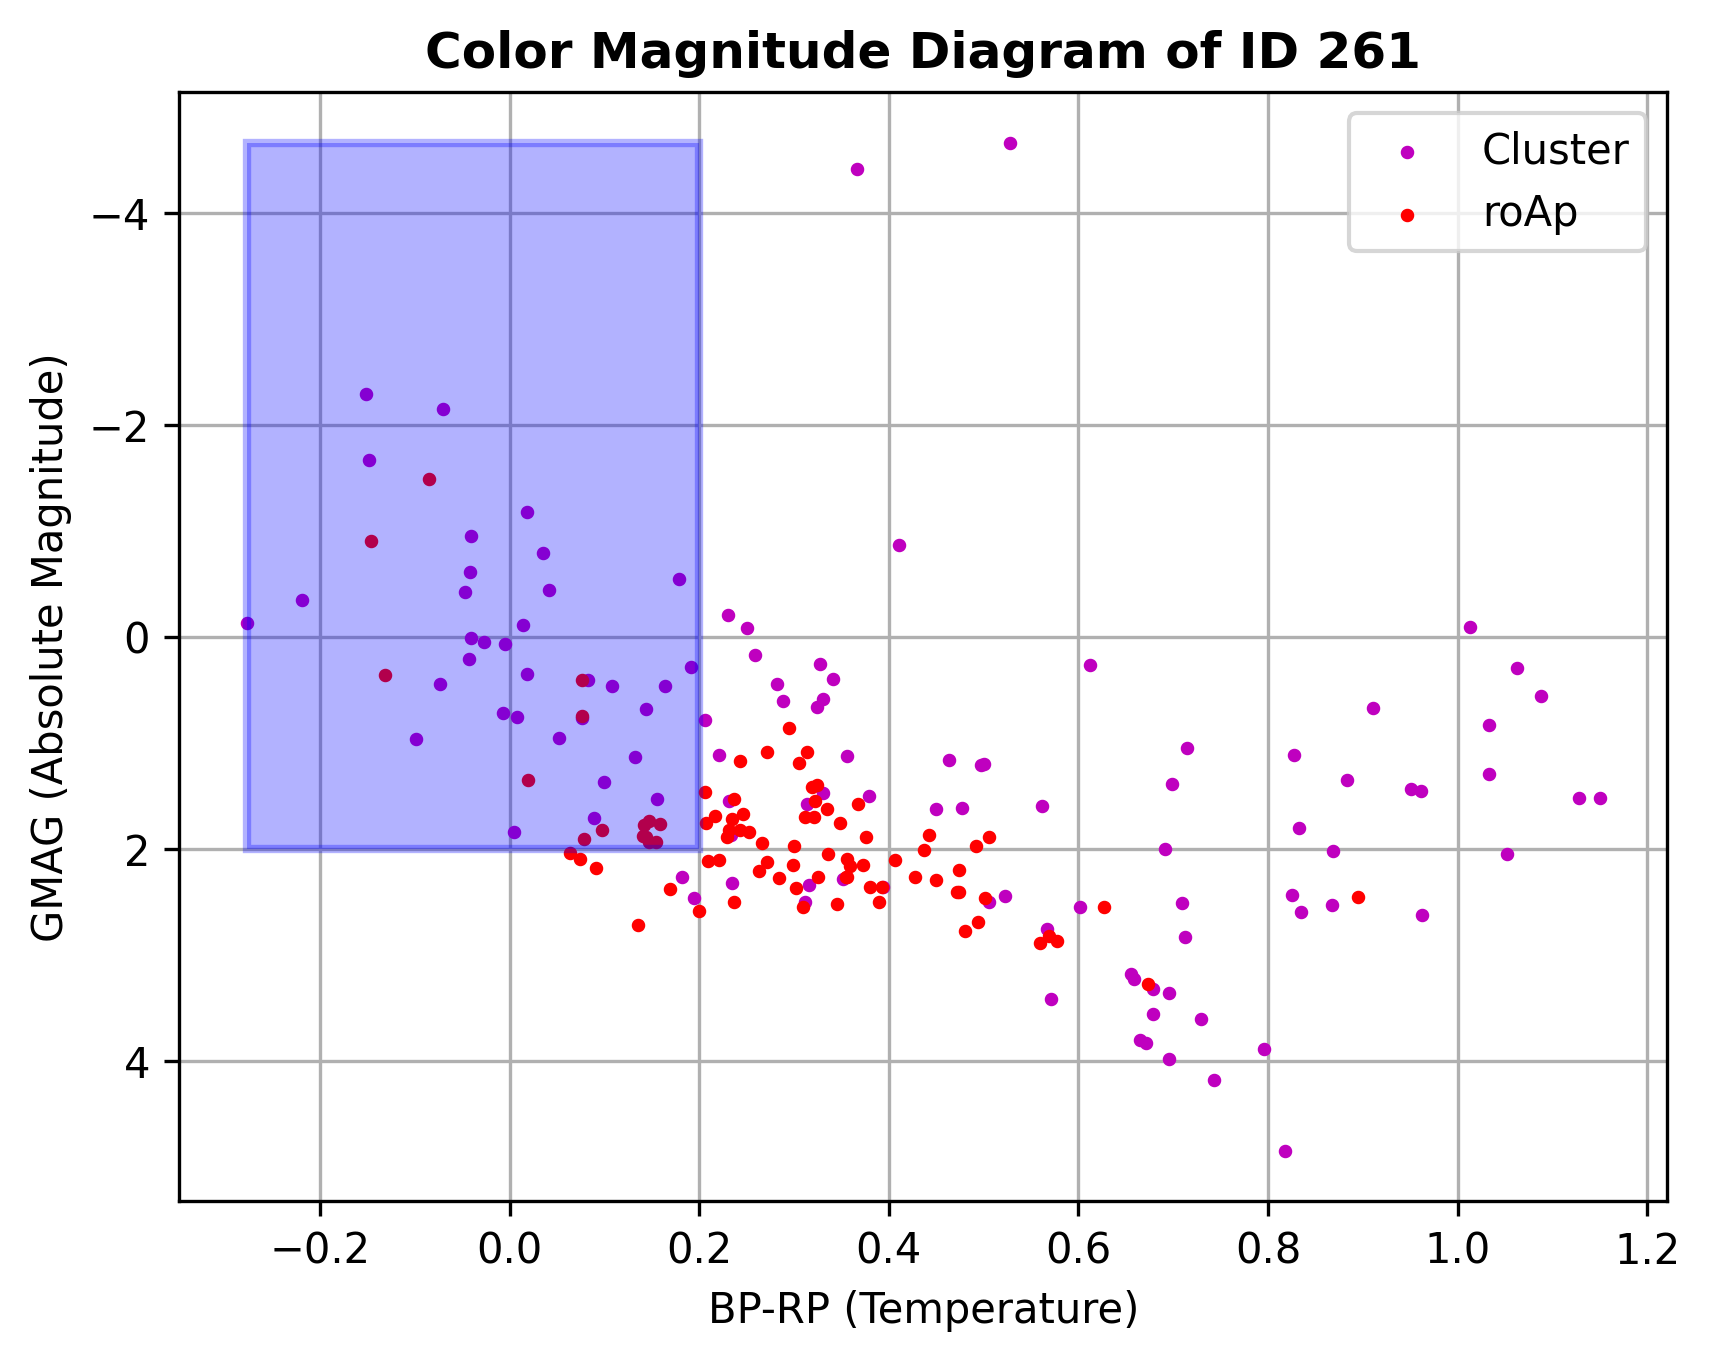 Color Magnitude Diagram of ID 261
Cluster
roAp
GMAG (Absolute Magnitude)
−4
−2
0
2
4
−0.2 0.0 0.2 0.4 0.6 0.8 1.0 1.2
BP-RP (Temperature)